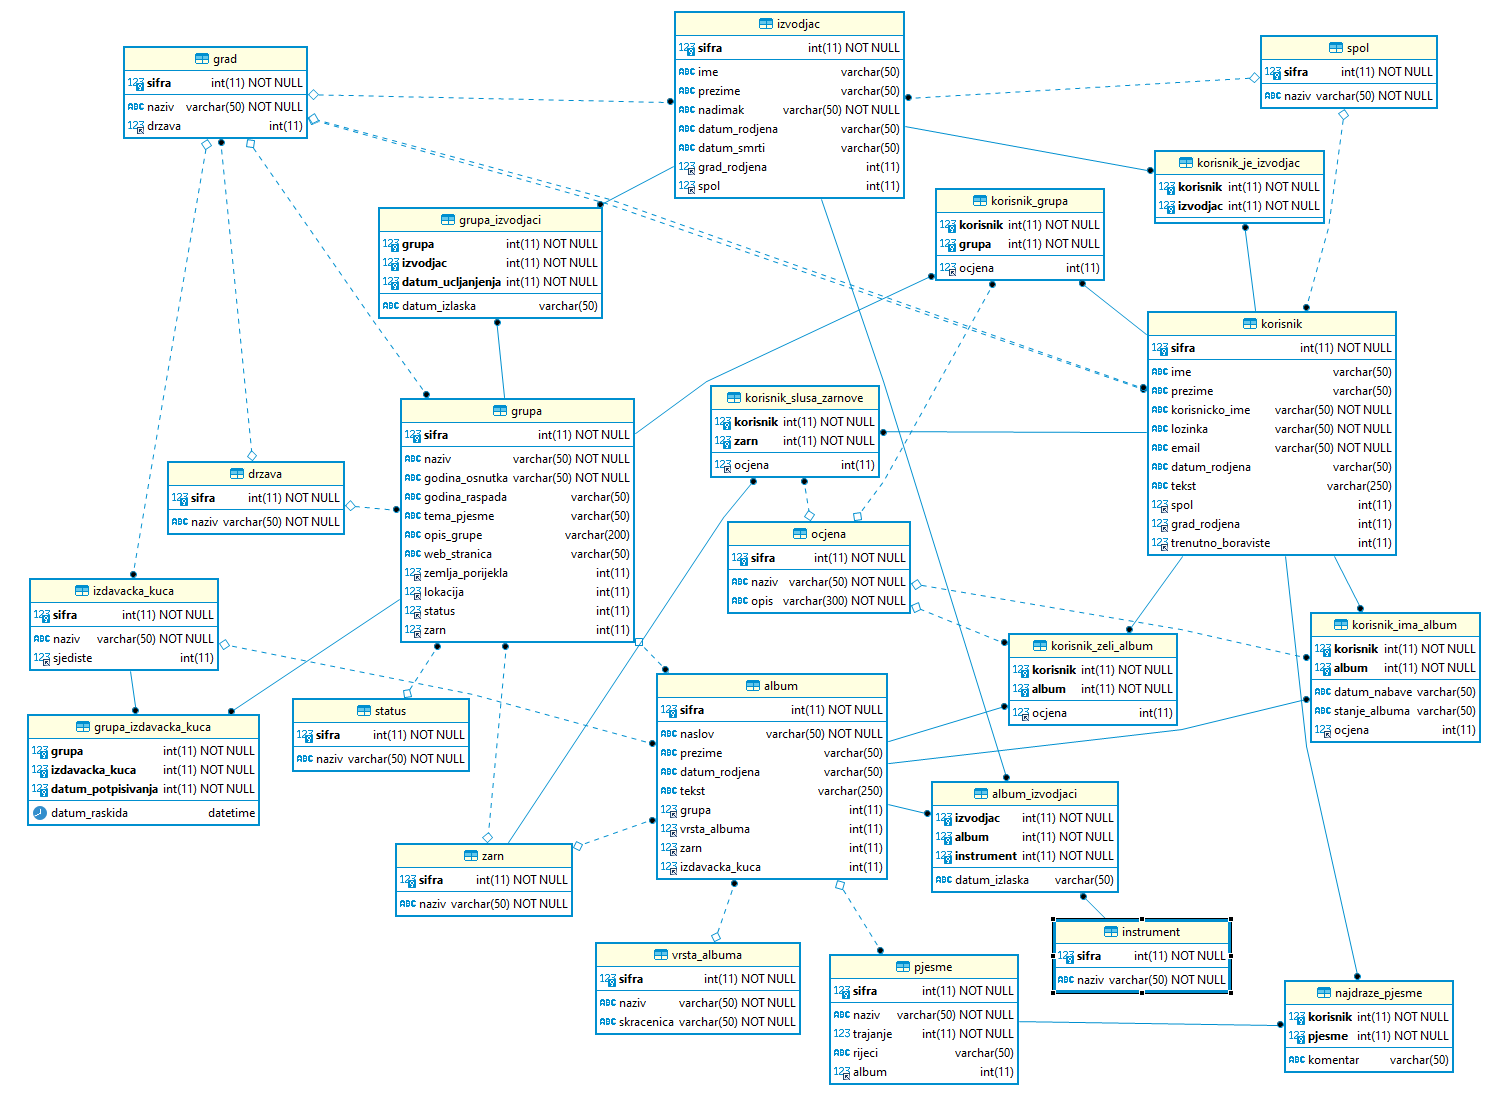 izvodjac
sifra int(11) NOT NULL
ime varchar(50)
prezime varchar(50)
nadimak varchar(50) NOT NULL
datum_rodjena varchar(50)
datum_smrti varchar(50)
grad_rodjena int(11)
spol int(11)
grad
sifra int(11) NOT NULL
naziv varchar(50) NOT NULL
drzava int(11)
spol
sifra int(11) NOT NULL
naziv varchar(50) NOT NULL
korisnik_je_izvodjac
korisnik int(11) NOT NULL
izvodjac int(11) NOT NULL
korisnik_grupa
korisnik int(11) NOT NULL
grupa int(11) NOT NULL
ocjena int(11)
grupa_izvodjaci
grupa int(11) NOT NULL
izvodjac int(11) NOT NULL
datum_ucljanjenja int(11) NOT NULL
datum_izlaska varchar(50)
korisnik
sifra int(11) NOT NULL
ime varchar(50)
prezime varchar(50)
korisnicko_ime varchar(50) NOT NULL
lozinka varchar(50) NOT NULL
email varchar(50) NOT NULL
datum_rodjena varchar(50)
tekst varchar(250)
spol int(11)
grad_rodjena int(11)
trenutno_boraviste int(11)
korisnik_slusa_zarnove
korisnik int(11) NOT NULL
zarn int(11) NOT NULL
ocjena int(11)
grupa
sifra int(11) NOT NULL
naziv varchar(50) NOT NULL
godina_osnutka varchar(50) NOT NULL
godina_raspada varchar(50)
tema_pjesme varchar(50)
opis_grupe varchar(200)
web_stranica varchar(50)
zemlja_porijekla int(11)
lokacija int(11)
status int(11)
zarn int(11)
drzava
sifra int(11) NOT NULL
naziv varchar(50) NOT NULL
ocjena
sifra int(11) NOT NULL
naziv varchar(50) NOT NULL
opis varchar(300) NOT NULL
izdavacka_kuca
sifra int(11) NOT NULL
naziv varchar(50) NOT NULL
sjediste int(11)
korisnik_zeli_album
korisnik int(11) NOT NULL
album int(11) NOT NULL
ocjena int(11)
korisnik_ima_album
korisnik int(11) NOT NULL
album int(11) NOT NULL
datum_nabave varchar(50)
stanje_albuma varchar(50)
ocjena int(11)
grupa_izdavacka_kuca
grupa int(11) NOT NULL
izdavacka_kuca int(11) NOT NULL
datum_potpisivanja int(11) NOT NULL
datum_raskida datetime
status
sifra int(11) NOT NULL
naziv varchar(50) NOT NULL
album
sifra int(11) NOT NULL
naslov varchar(50) NOT NULL
prezime varchar(50)
datum_rodjena varchar(50)
tekst varchar(250)
grupa int(11)
vrsta_albuma int(11)
zarn int(11)
izdavacka_kuca int(11)
album_izvodjaci
izvodjac int(11) NOT NULL
album int(11) NOT NULL
instrument int(11) NOT NULL
datum_izlaska varchar(50)
zarn
sifra int(11) NOT NULL
naziv varchar(50) NOT NULL
instrument
sifra int(11) NOT NULL
naziv varchar(50) NOT NULL
vrsta_albuma
sifra int(11) NOT NULL
naziv varchar(50) NOT NULL
skracenica varchar(50) NOT NULL
pjesme
sifra int(11) NOT NULL
naziv varchar(50) NOT NULL
trajanje int(11) NOT NULL
rijeci varchar(50)
album int(11)
najdraze_pjesme
korisnik int(11) NOT NULL
pjesme int(11) NOT NULL
komentar varchar(50)